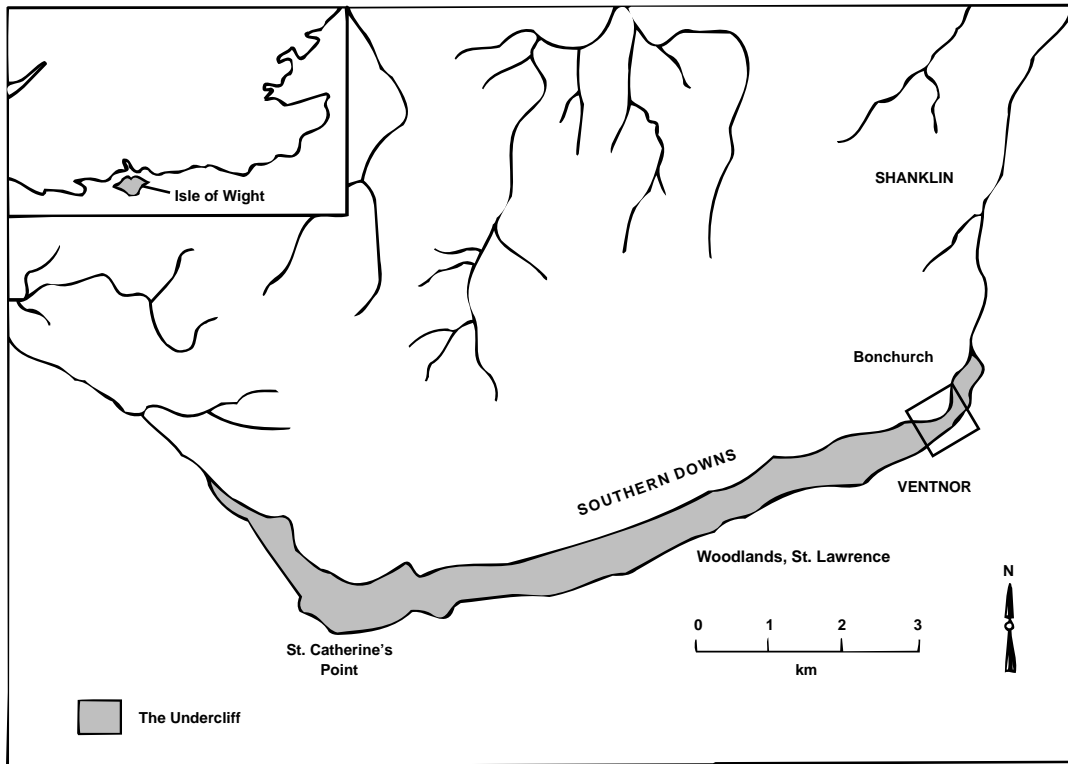 Isle of Wight
SHANKLIN
Bonchurch
SOUTHERN DOWNS
VENTNOR
Woodlands, St. Lawrence
N
0 1 2 3
km
St. Catherine's
Point
The Undercliff